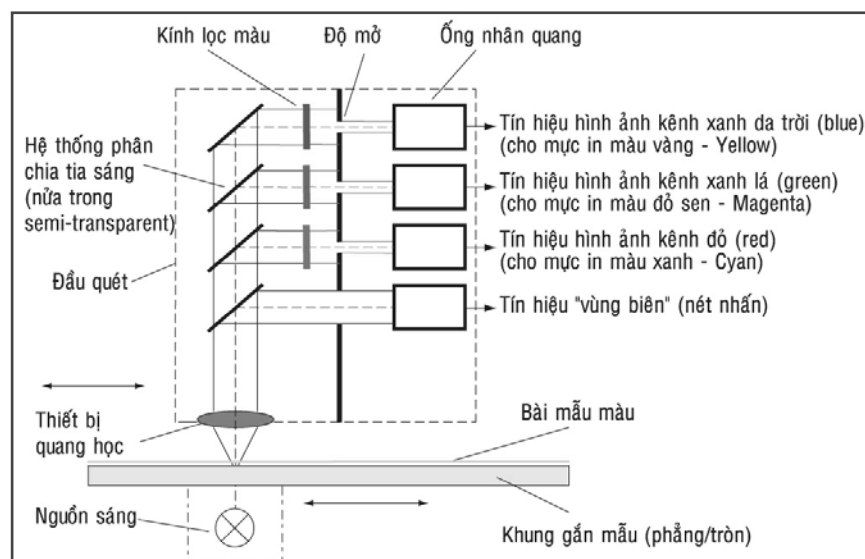 Kính lọc màu
Độ mở
Ống nhân quang
Hệ thống phân
chia tia sáng
(nửa trong
semi-transparent)
Đầu quét
Tín hiệu hình ảnh kênh xanh da trời (blue)
(cho mực in màu vàng - Yellow)
Tín hiệu hình ảnh kênh xanh lá (green)
(cho mực in màu đỏ sen - Magenta)
Tín hiệu hình ảnh kênh đỏ (red)
(cho mực in màu xanh - Cyan)
Tín hiệu "vùng biên" (nét nhấn)
Thiết bị
quang học
Bài mẫu màu
Nguồn sáng
Khung gắn mẫu (phẳng/tròn)